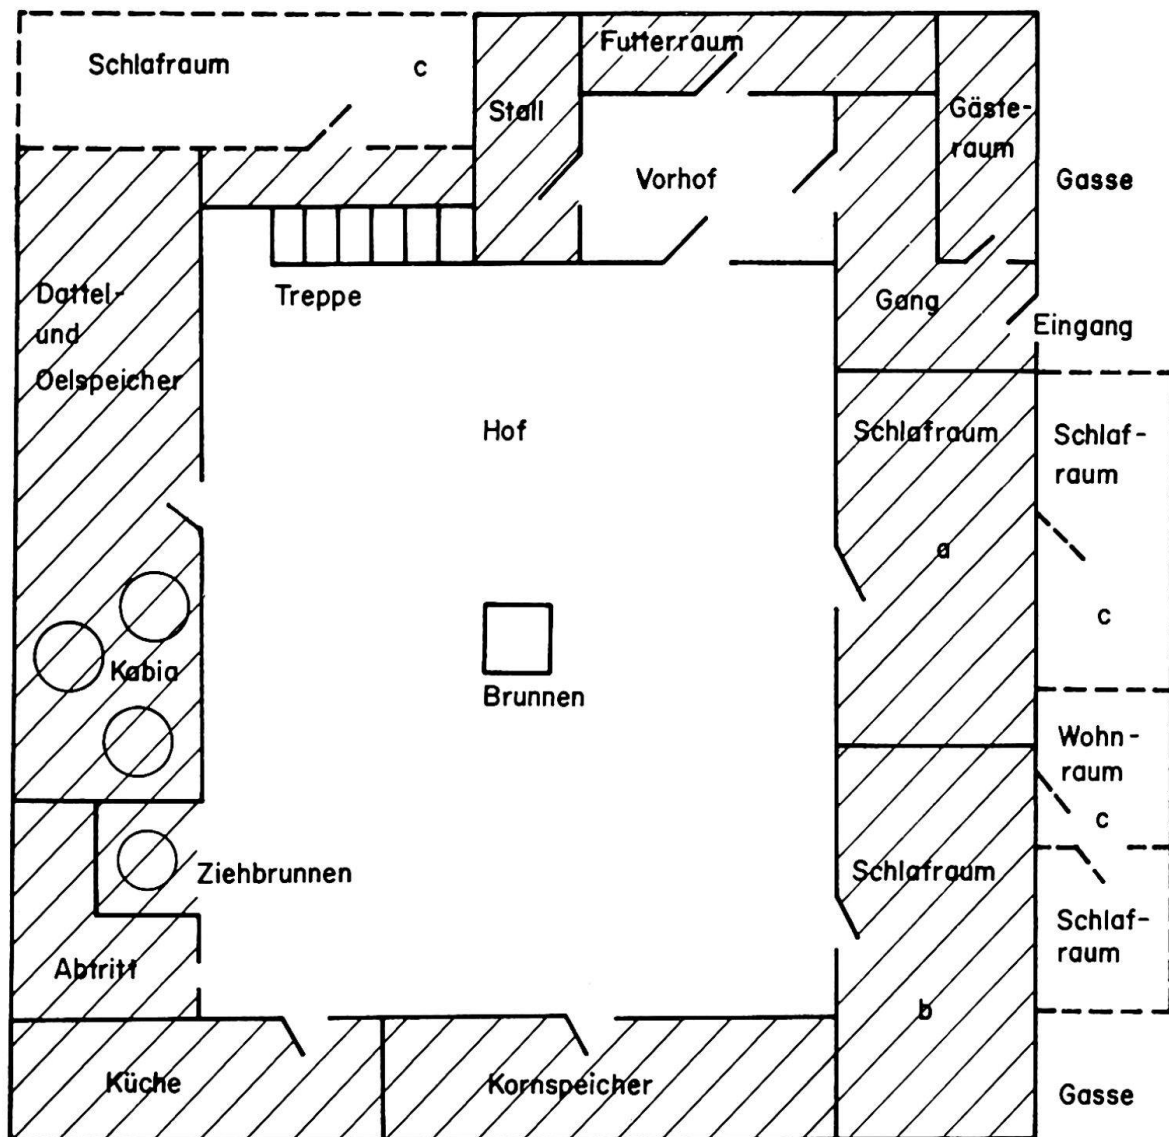 Schlafraum c
Stall
Futterraum
Gäste-
raum
Vorhof
Gasse
Dattel-
und
Oelspeicher
Treppe
Gang
Eingang
Hof
Schlafraum
a
Schlaf-
raum
c
Kabia
Brunnen
Wohn-
raum
c
Ziehbrunnen
Schlafraum
b
Schlaf-
raum
Abtritt
Küche
Kornspeicher
Gasse